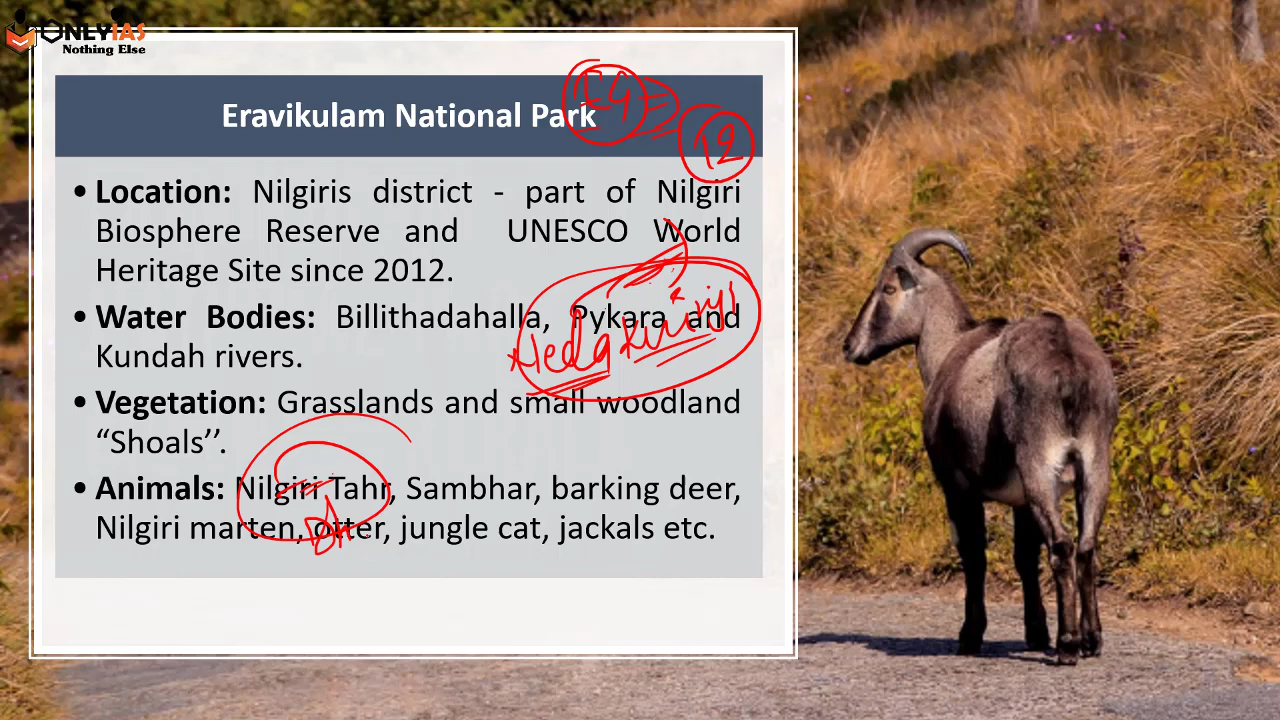 ONLYIAS
Nothing Else
Eravikulam National Park
12
• Location: Nilgiris district - part of Nilgiri
Biosphere Reserve and UNESCO World
Heritage Site since 2012.
• Water Bodies: Billithadahalla, Pykara and
Kundah rivers.
• Vegetation: Grasslands and small woodland
“Shoals’’.
• Animals: Nilgiri Tahr, Sambhar, barking deer,
Nilgiri marten, otter, jungle cat, jackals etc.